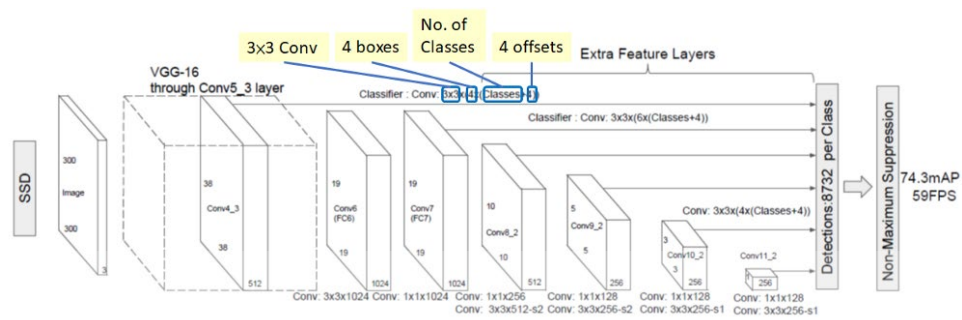 No. of
Classes
3×3 Conv
4 boxes
4 offsets
Extra Feature Layers
VGG-16
through Conv5_3 layer
Classifier : Conv: 3x3x(4x(Classes+4))
Classifier : Conv: 3x3x(6x(Classes+4))
SSD
300
Image
300
3
38
Conv4_3
38
512
19
Conv6
(FC6)
19
1024
19
Conv7
(FC7)
19
1024
10
Conv8_2
10
512
5
Conv9_2
5
256
Conv: 3x3x(4x(Classes+4))
3
Conv10_2
3
256
Conv11_2
1
256
Detections:8732 per Class
Non-Maximum Suppression
74.3mAP
59FPS
Conv: 3x3x1024
Conv: 1x1x1024
Conv: 1x1x256
Conv: 3x3x512-s2
Conv: 1x1x128
Conv: 3x3x256-s2
Conv: 1x1x128
Conv: 3x3x256-s1
Conv: 1x1x128
Conv: 3x3x256-s1